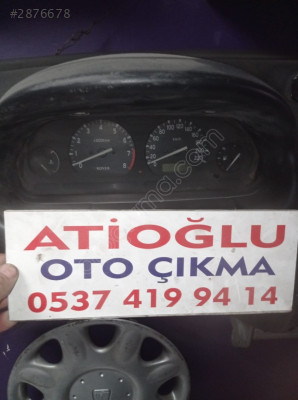 #2876678
ATİOĞLU
OTO ÇIKMA
0537 419 94 14